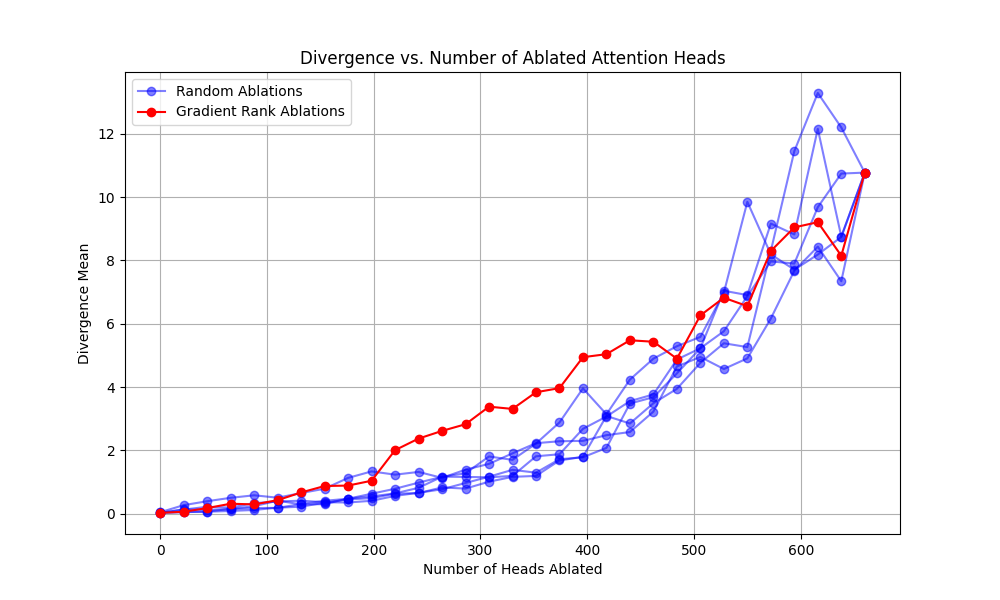 Divergence vs. Number of Ablated Attention Heads
Random Ablations
Gradient Rank Ablations
Divergence Mean
12
10
8
6
4
2
0
0 100 200 300 400 500 600
Number of Heads Ablated